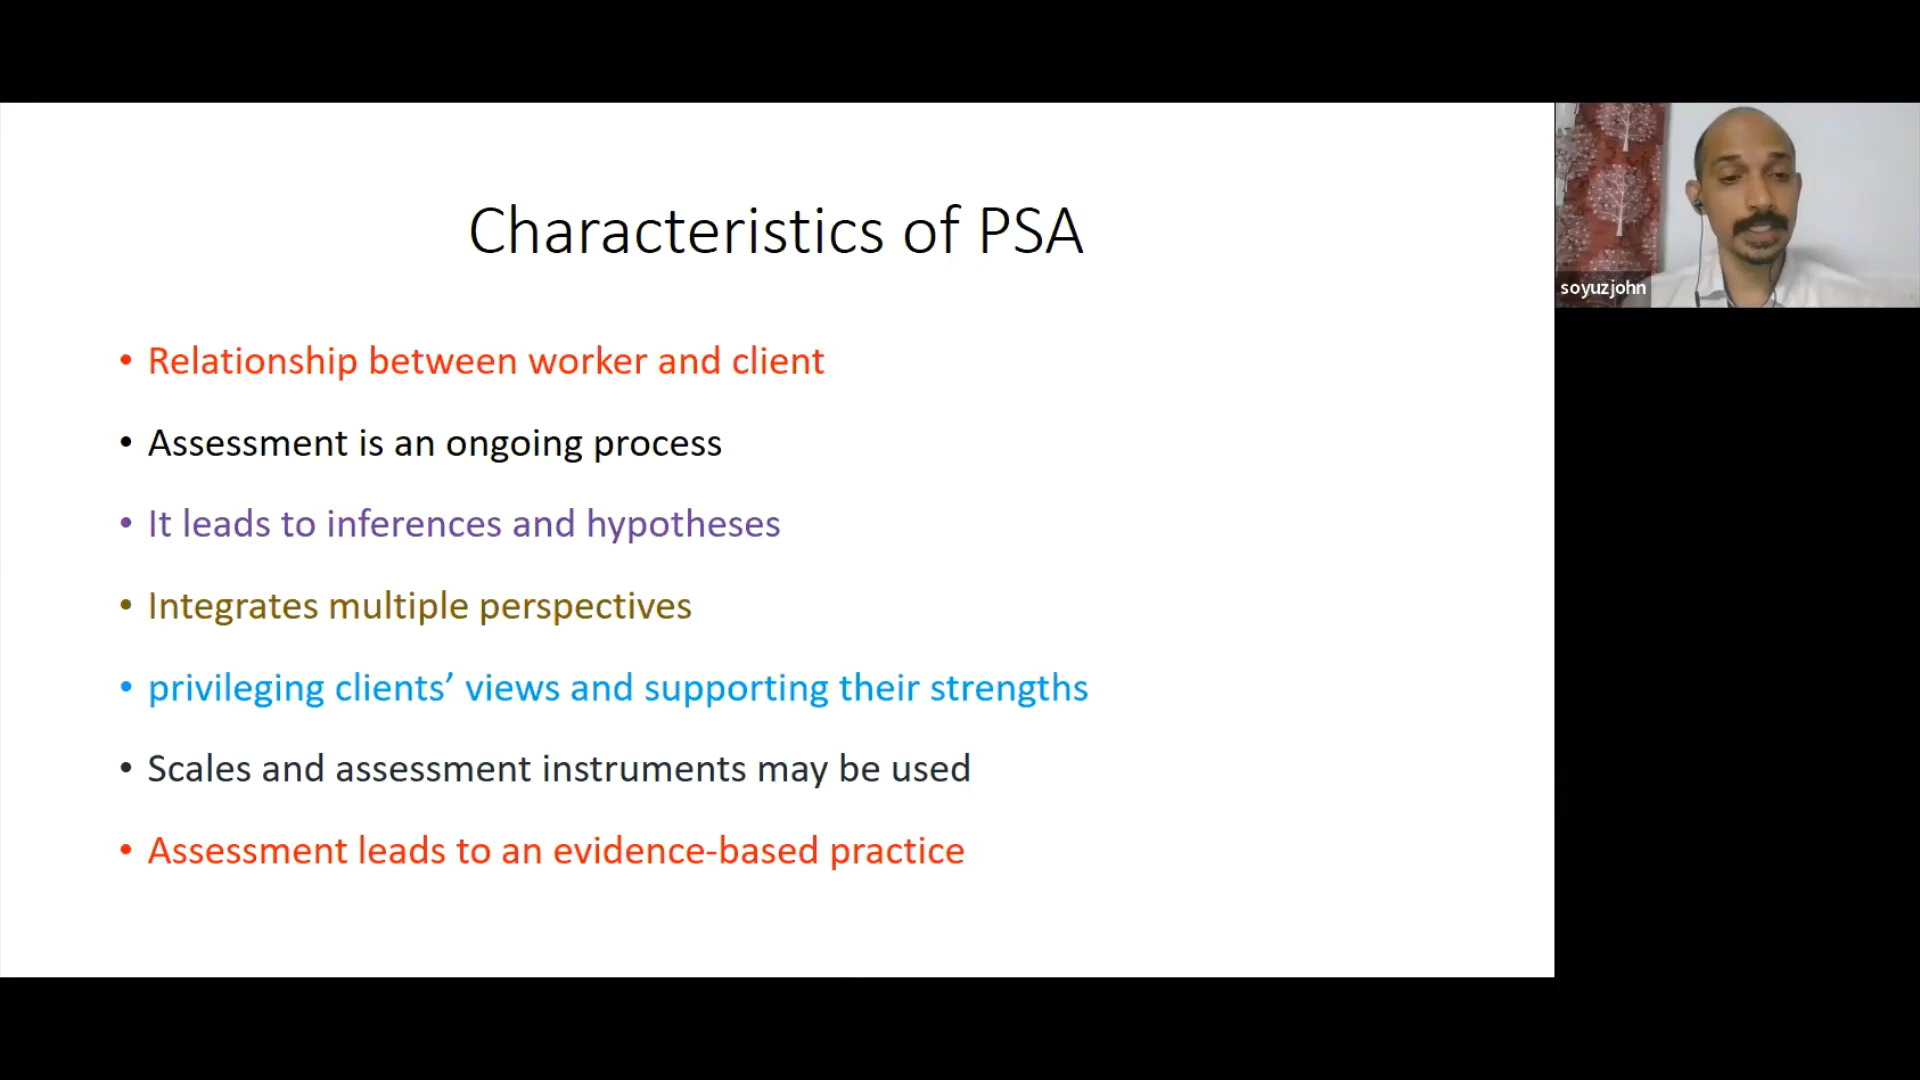 Characteristics of PSA
soyuzjohn
• Relationship between worker and client
• Assessment is an ongoing process
• It leads to inferences and hypotheses
• Integrates multiple perspectives
• privileging clients’ views and supporting their strengths
• Scales and assessment instruments may be used
• Assessment leads to an evidence-based practice